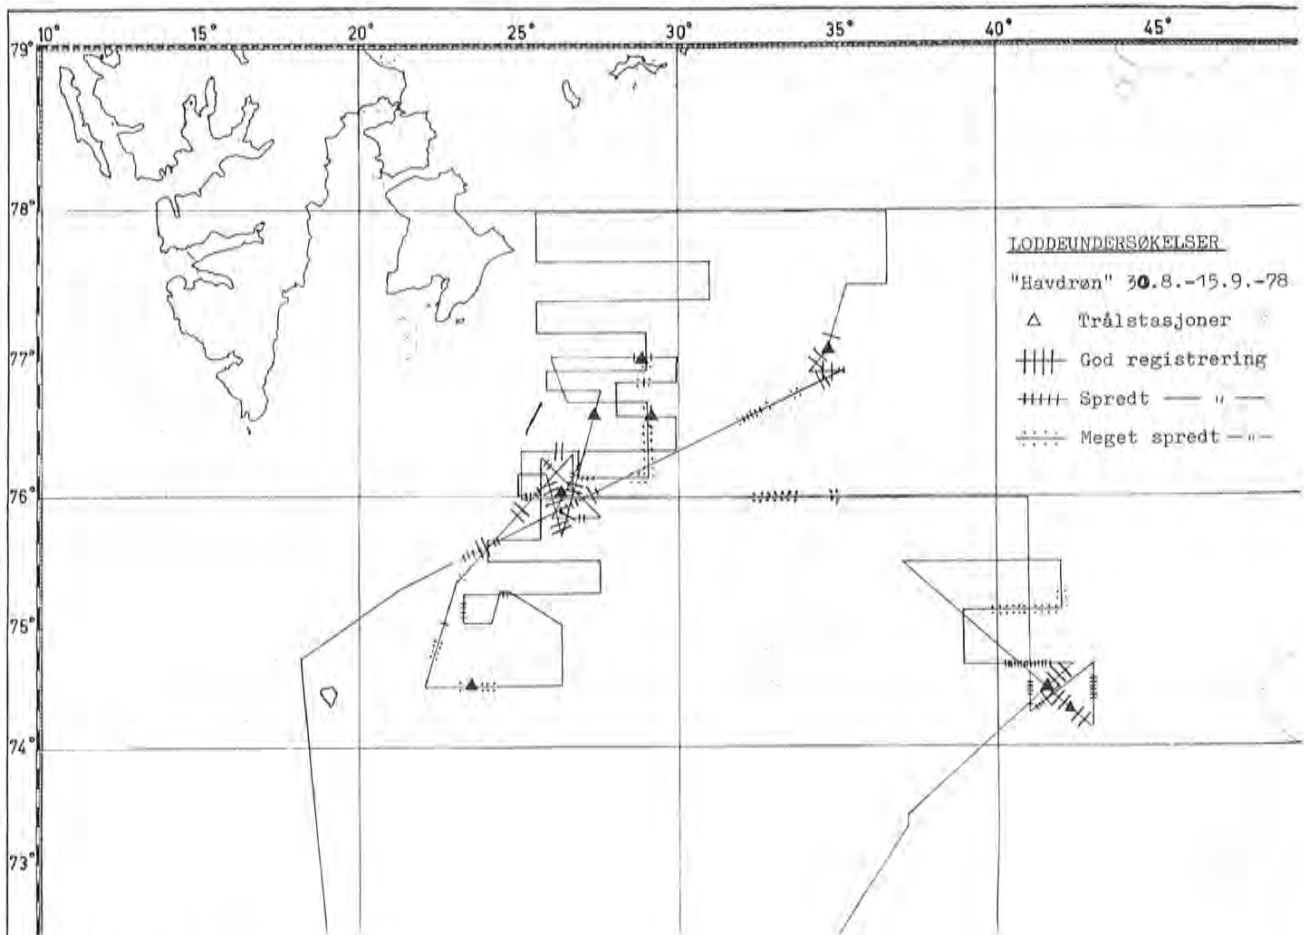 10° 15° 20° 25° 30° 35° 40° 45°
79°
78°
LODDEUNDERSØKELSER
"Havdrøn" 30.8.-15.9.-78
Trålstasjoner
77°
God registrering
Spredt — " —
Meget spredt — " —
76°
75°
74°
73°